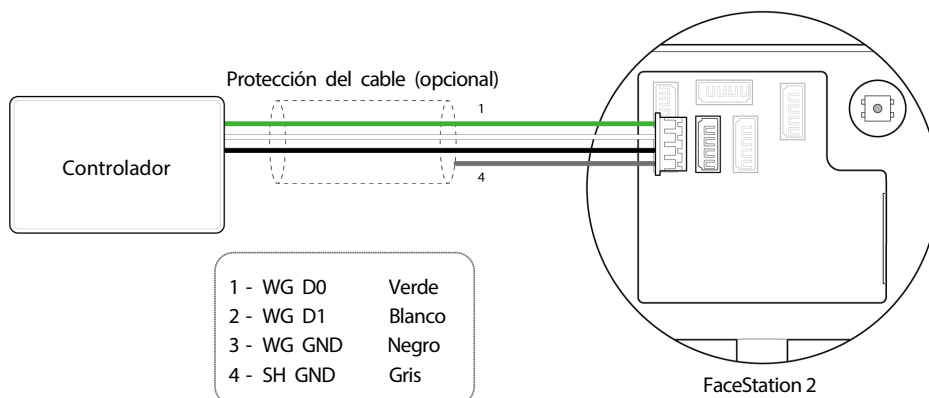 Protección del cable (opcional)
1
Controlador
4
1 - WG D0 Verde
2 - WG D1 Blanco
3 - WG GND Negro
4 - SH GND Gris
FaceStation 2